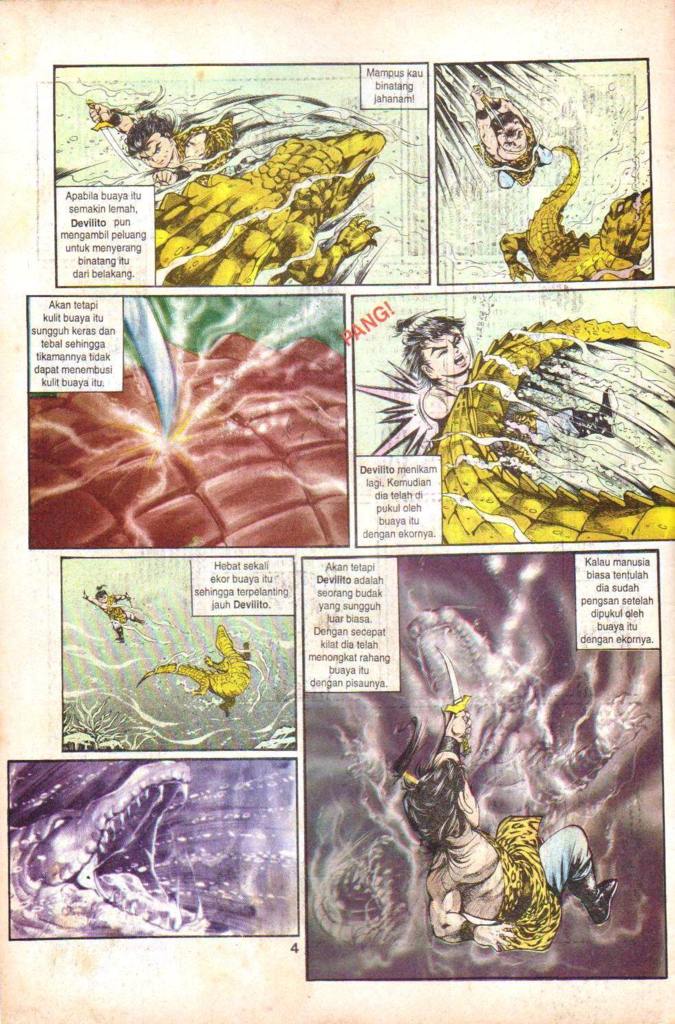 Mampus kau
binatang
jahanam!
Apabila buaya itu
semakin lemah,
Devilito pun
mengambil peluang
untuk menyerang
binatang itu
dari belakang.
Akan tetapi
kulit buaya itu
sungguh keras dan
tebal sehingga
tikamannya tidak
dapat menembusi
kulit buaya itu.
PANG!
Devilito menikam
lagi. Kemudian
dia telah di
pukul oleh
buaya itu
dengan ekornya.
Hebat sekali
ekor buaya itu
sehingga terpelanting
jauh Devilito.
Akan tetapi
Devilito adalah
seorang budak
yang sungguh
luar biasa.
Dengan secepat
kilat dia telah
menongkat rahang
buaya itu
dengan pisaunya.
Kalau manusia
biasa tentulah
dia sudah
pengsan setelah
dipukul oleh
buaya itu
dengan ekornya.
4